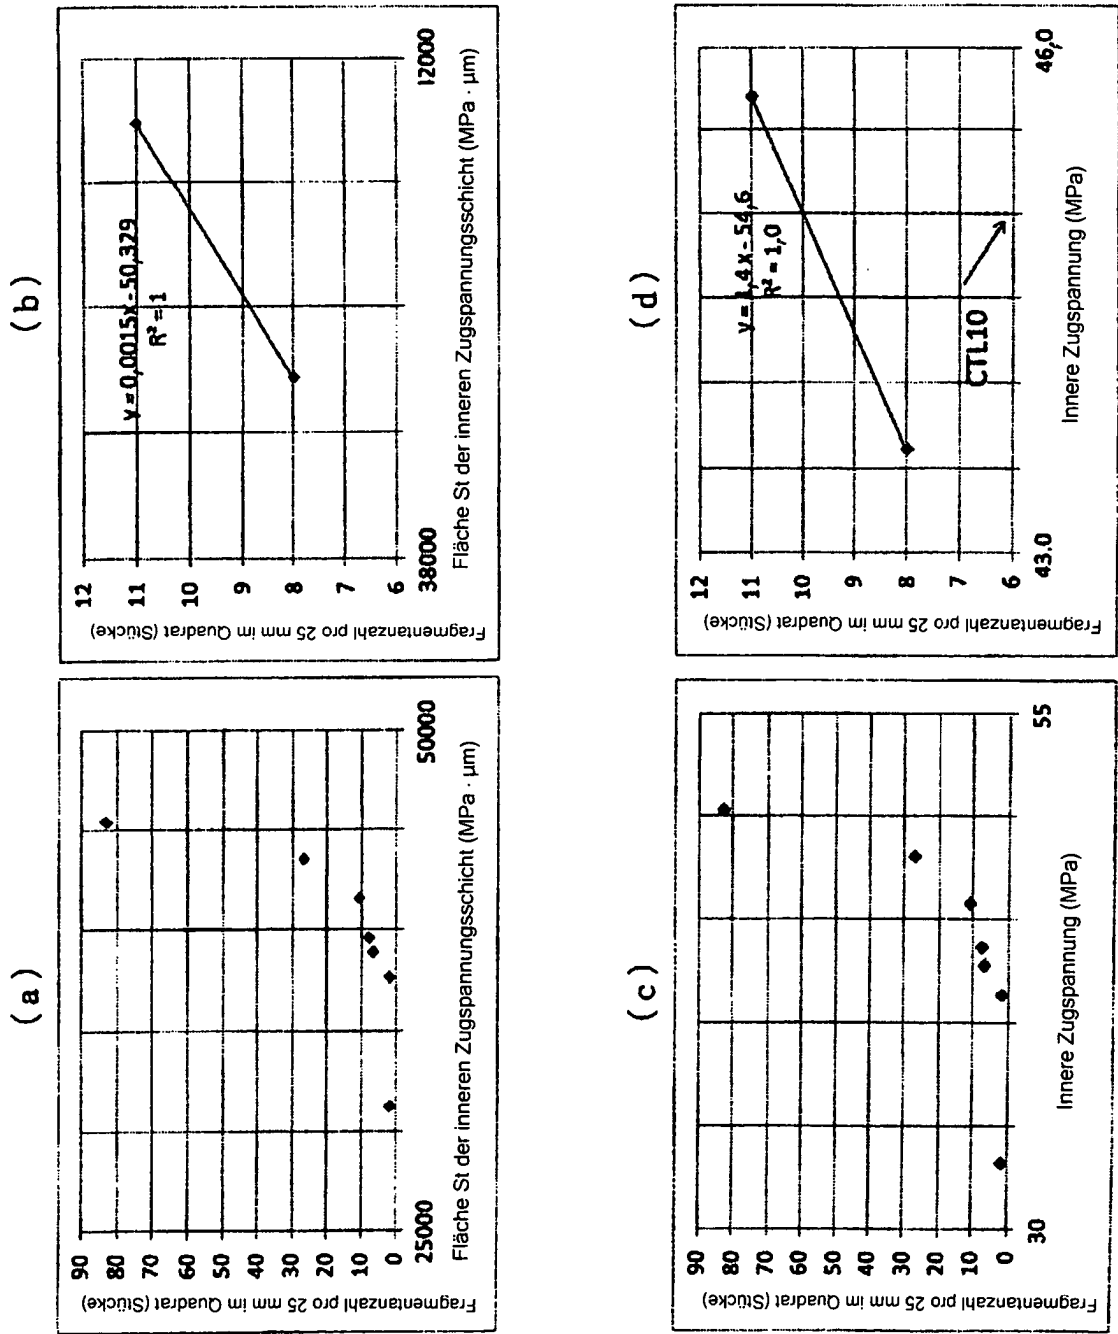 (a)
90
80
70
60
50
40
30
20
10
0
25000
50000
Fragmentanzahl pro 25 mm im Quadrat (Stücke)
Fläche St der inneren Zugspannungsschicht (MPa · µm)
(b)
12
11
10
9
8
7
6
y = 0,0015x - 50,329
R² = 1
38000
12000
Fragmentanzahl pro 25 mm im Quadrat (Stücke)
Fläche St der inneren Zugspannungsschicht (MPa · µm)
(c)
90
80
70
60
50
40
30
20
10
0
30
55
Fragmentanzahl pro 25 mm im Quadrat (Stücke)
Innere Zugspannung (MPa)
(d)
12
11
10
9
8
7
6
y = 1,4x - 54,6
R² = 1,0
CTL10
43.0
46,0
Fragmentanzahl pro 25 mm im Quadrat (Stücke)
Innere Zugspannung (MPa)